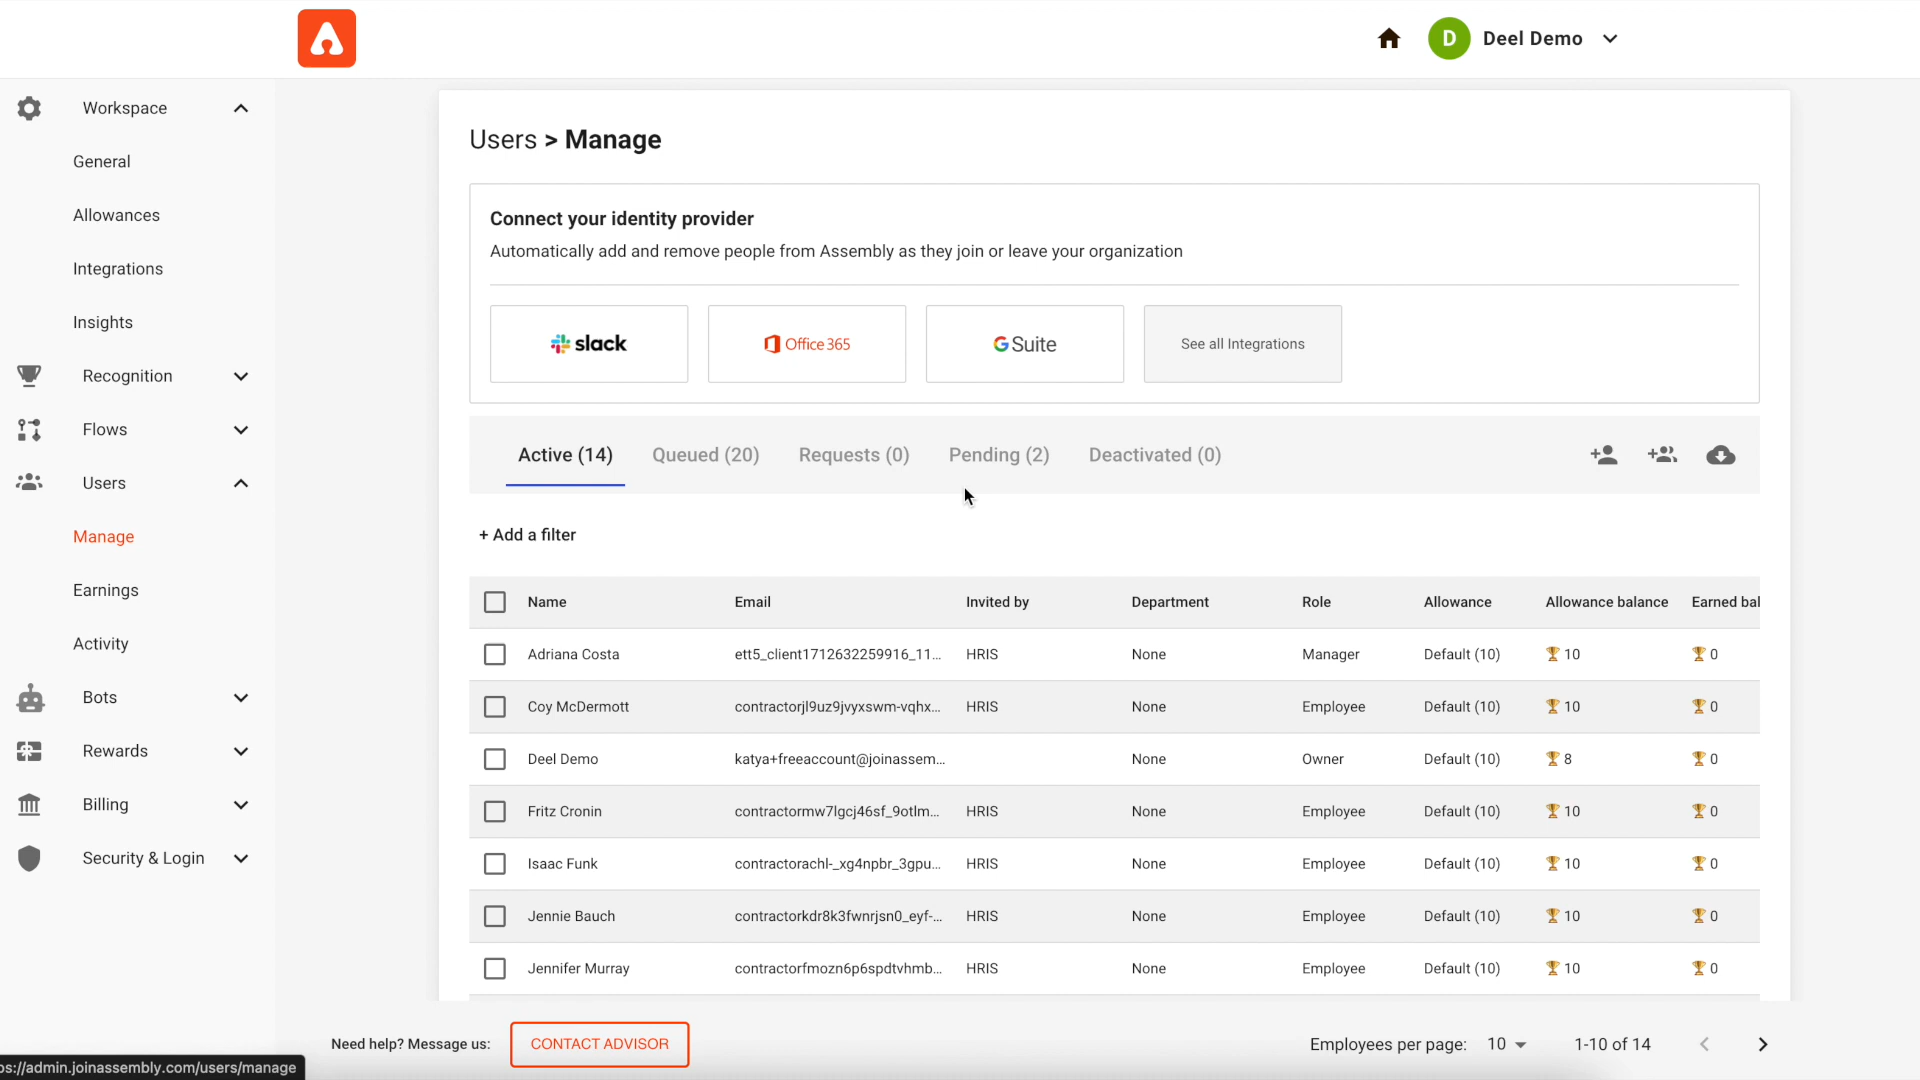 Deel Demo
D
Workspace
General
Allowances
Integrations
Insights
Recognition
Flows
Users
Manage
Earnings
Activity
Bots
Rewards
Billing
Security & Login
Users > Manage
Connect your identity provider
Automatically add and remove people from Assembly as they join or leave your organization
slack
Office 365
G Suite
See all Integrations
Active (14) Queued (20) Requests (0) Pending (2) Deactivated (0)
+ Add a filter
Name Email Invited by Department Role Allowance Allowance balance Earned bal
Adriana Costa ett5_client1712632259916_11... HRIS None Manager Default (10) 10 0
Coy McDermott contractorjl9uz9jvyxswm-vqhx... HRIS None Employee Default (10) 10 0
Deel Demo katya+freeaccount@joinassem... None Owner Default (10) 8 0
Fritz Cronin contractormw7lgcj46sf_9otlm... HRIS None Employee Default (10) 10 0
Isaac Funk contractorachl-_xg4npbr_3gpu... HRIS None Employee Default (10) 10 0
Jennie Bauch contractorkdr8k3fwnrjsn0_eyf-... HRIS None Employee Default (10) 10 0
Jennifer Murray contractorfmozn6p6spdtvhmb... HRIS None Employee Default (10) 10 0
Need help? Message us: CONTACT ADVISOR
Employees per page: 10 1-10 of 14
ps://admin.joinassembly.com/users/manage